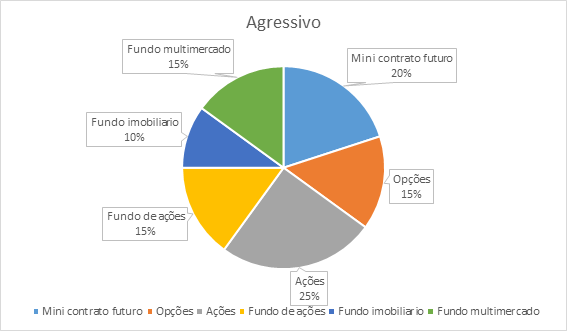 Agressivo
Fundo multimercado
15%
Mini contrato futuro
20%
Fundo imobiliario
10%
Opções
15%
Fundo de ações
15%
Ações
25%
Mini contrato futuro Opções Ações Fundo de ações Fundo imobiliario Fundo multimercado